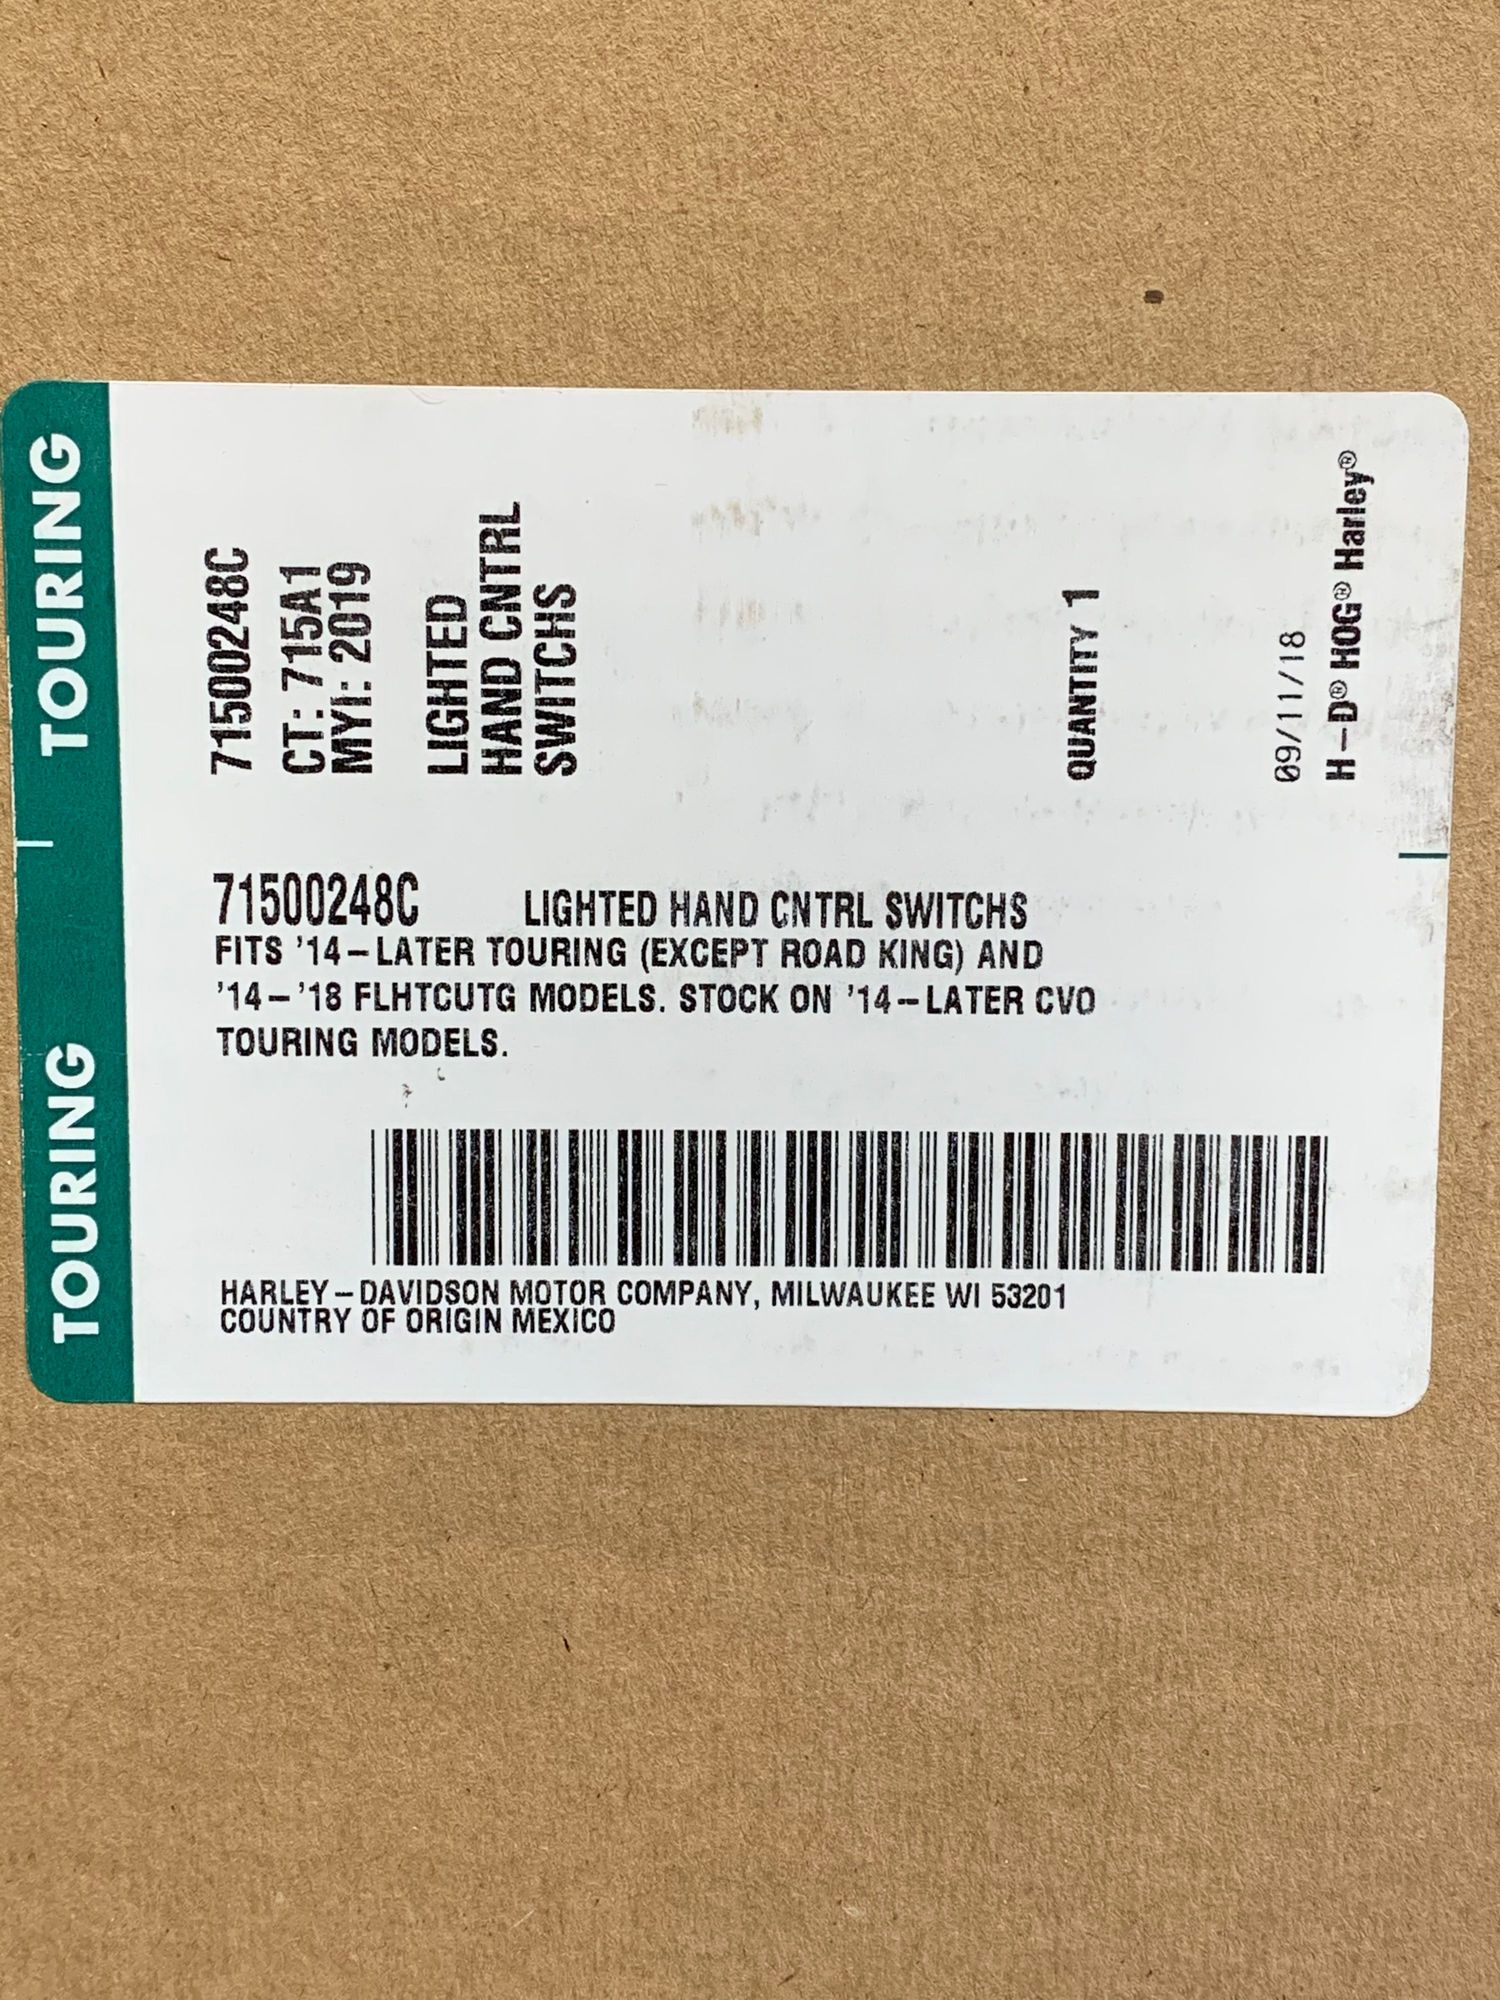 TOURING
TOURING
71500248C
CT: 715A1
MYI: 2019
LIGHTED
HAND CNTRL
SWITCHS
QUANTITY 1
09/11/18
H-D® HOG® Harley®
71500248C LIGHTED HAND CNTRL SWITCHS
FITS '14-LATER TOURING (EXCEPT ROAD KING) AND
'14-'18 FLHTCUTG MODELS. STOCK ON '14-LATER CVO
TOURING MODELS.
HARLEY-DAVIDSON MOTOR COMPANY, MILWAUKEE WI 53201
COUNTRY OF ORIGIN MEXICO